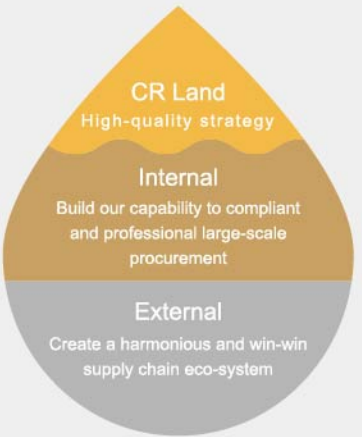 CR Land
High-quality strategy
Internal
Build our capability to compliant
and professional large-scale
procurement
External
Create a harmonious and win-win
supply chain eco-system